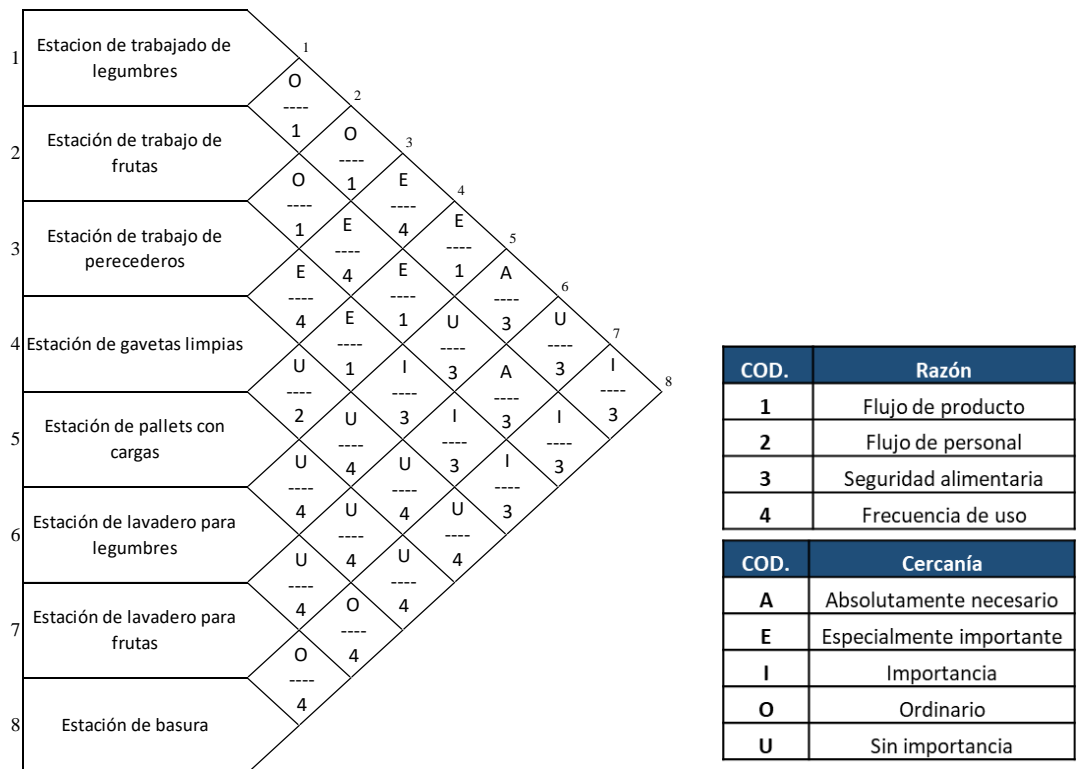 1
Estacion de trabajado de
legumbres
2
Estación de trabajo de
frutas
3
Estación de trabajo de
perecederos
4
Estación de gavetas limpias
5
Estación de pallets con
cargas
6
Estación de lavadero para
legumbres
7
Estación de lavadero para
frutas
8
Estación de basura
1
O
----
1
O
----
1
E
----
4
U
----
2
U
----
4
U
----
4
O
----
4
2
O
----
1
E
----
4
E
----
1
U
----
4
U
----
4
O
----
4
3
E
----
4
E
----
1
I
----
3
U
----
4
U
----
4
4
E
----
1
U
----
3
I
----
3
U
----
4
5
A
----
3
A
----
3
I
----
3
6
U
----
3
I
----
3
7
I
----
3
8
COD. Razón
1 Flujo de producto
2 Flujo de personal
3 Seguridad alimentaria
4 Frecuencia de uso
COD. Cercanía
A Absolutamente necesario
E Especialmente importante
I Importancia
O Ordinario
U Sin importancia